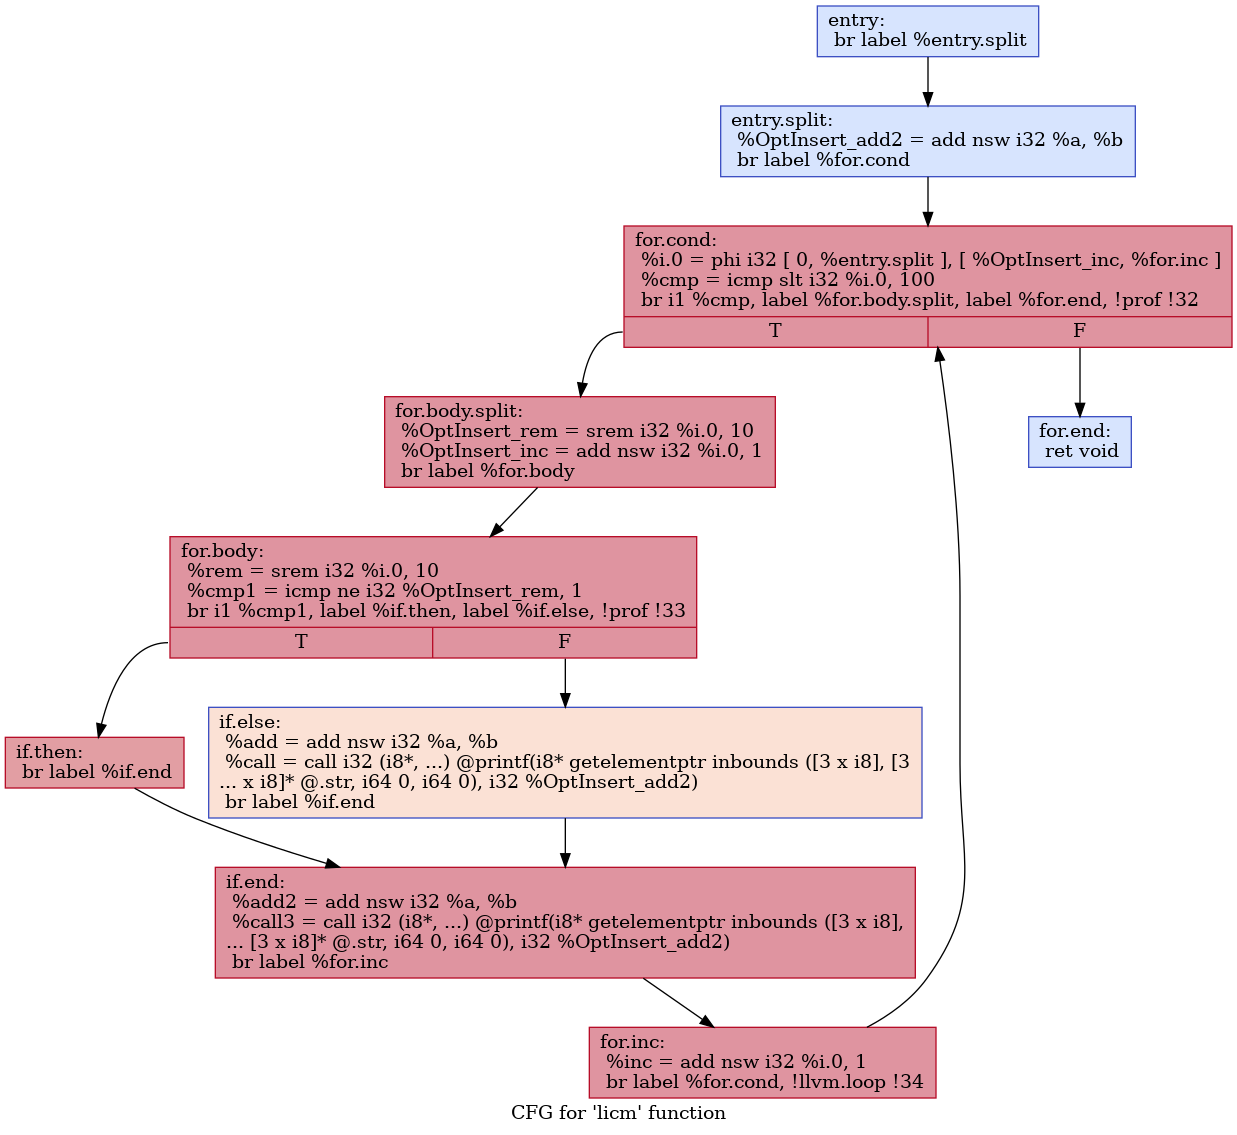 entry:
br label %entry.split
entry.split:
%OptInsert_add2 = add nsw i32 %a, %b
br label %for.cond
for.cond:
%i.0 = phi i32 [ 0, %entry.split ], [ %OptInsert_inc, %for.inc ]
%cmp = icmp slt i32 %i.0, 100
br i1 %cmp, label %for.body.split, label %for.end, !prof !32
T F
for.body.split:
%OptInsert_rem = srem i32 %i.0, 10
%OptInsert_inc = add nsw i32 %i.0, 1
br label %for.body
for.end:
ret void
for.body:
%rem = srem i32 %i.0, 10
%cmp1 = icmp ne i32 %OptInsert_rem, 1
br i1 %cmp1, label %if.then, label %if.else, !prof !33
T F
if.then:
br label %if.end
if.else:
%add = add nsw i32 %a, %b
%call = call i32 (i8*, ...) @printf(i8* getelementptr inbounds ([3 x i8], [3
... x i8]* @.str, i64 0, i64 0), i32 %OptInsert_add2)
br label %if.end
if.end:
%add2 = add nsw i32 %a, %b
%call3 = call i32 (i8*, ...) @printf(i8* getelementptr inbounds ([3 x i8],
... [3 x i8]* @.str, i64 0, i64 0), i32 %OptInsert_add2)
br label %for.inc
for.inc:
%inc = add nsw i32 %i.0, 1
br label %for.cond, !llvm.loop !34
CFG for 'licm' function